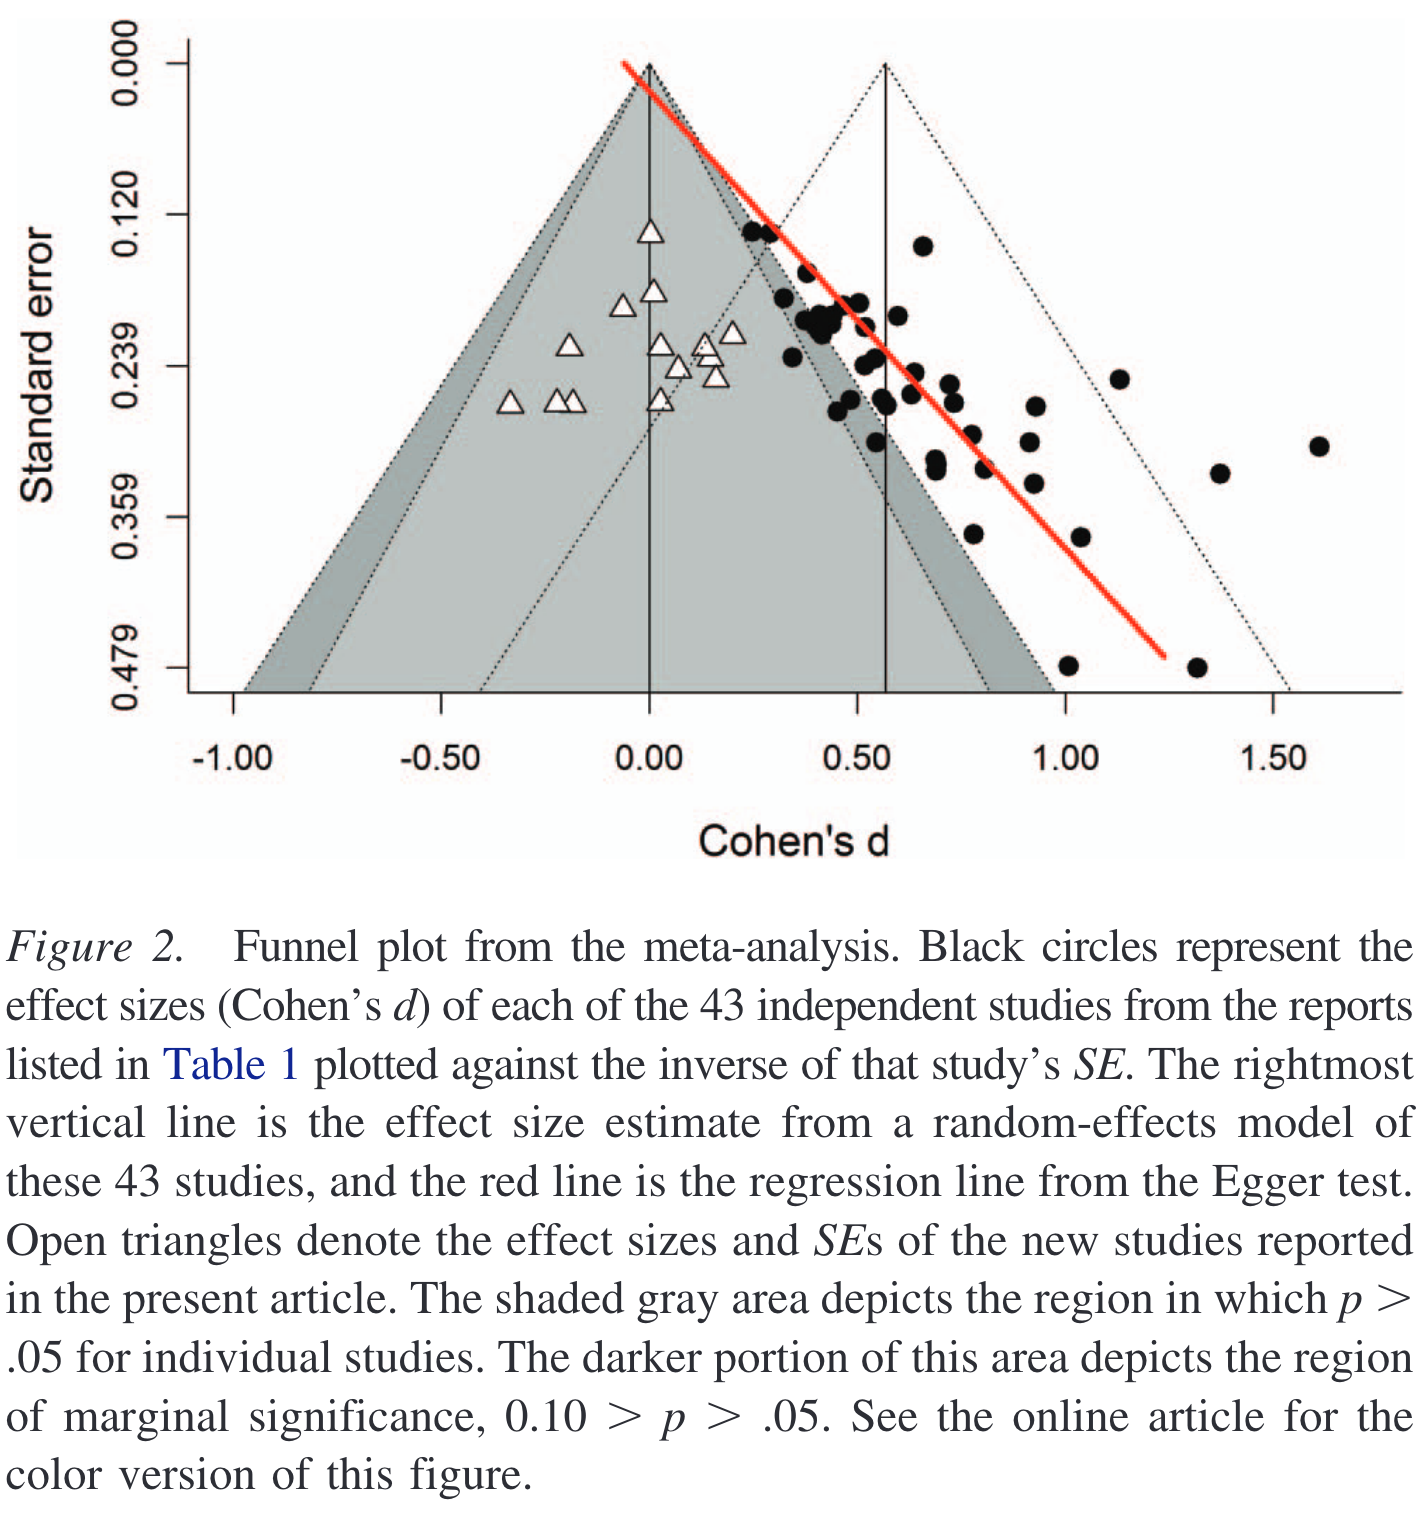 0.000
0.120
0.239
0.359
0.479
Standard error
-1.00
-0.50
0.00
0.50
1.00
1.50
Cohen's d
Figure 2. Funnel plot from the meta-analysis. Black circles represent the
effect sizes (Cohen’s d) of each of the 43 independent studies from the reports
listed in Table 1 plotted against the inverse of that study’s SE. The rightmost
vertical line is the effect size estimate from a random-effects model of
these 43 studies, and the red line is the regression line from the Egger test.
Open triangles denote the effect sizes and SEs of the new studies reported
in the present article. The shaded gray area depicts the region in which p >
.05 for individual studies. The darker portion of this area depicts the region
of marginal significance, 0.10 > p > .05. See the online article for the
color version of this figure.